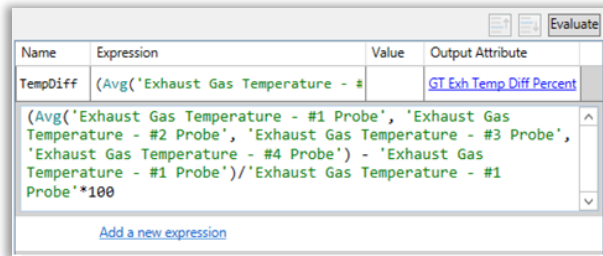 Evaluate
Name Expression Value Output Attribute
TempDiff (Avg('Exhaust Gas Temperature - # GT Exh Temp Diff Percent
(Avg('Exhaust Gas Temperature - #1 Probe', 'Exhaust Gas
Temperature - #2 Probe', 'Exhaust Gas Temperature - #3 Probe',
'Exhaust Gas Temperature - #4 Probe') - 'Exhaust Gas
Temperature - #1 Probe')/'Exhaust Gas Temperature - #1
Probe'*100
Add a new expression